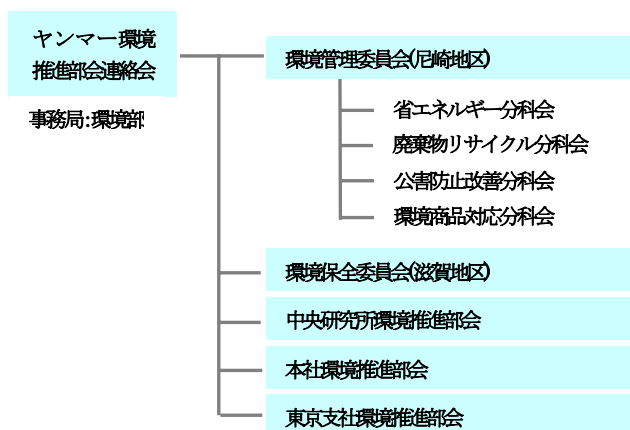 ヤンマー環境
推進部会連絡会
事務局:環境部
環境管理委員会(尼崎地区)
省エネルギー分科会
廃棄物リサイクル分科会
公害防止改善分科会
環境商品対応分科会
環境保全委員会(滋賀地区)
中央研究所環境推進部会
本社環境推進部会
東京支社環境推進部会